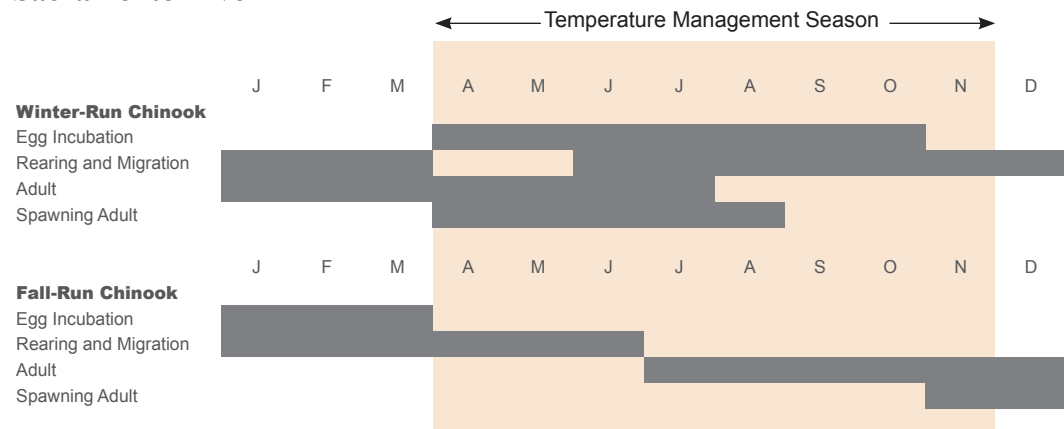 Temperature Management Season
J F M A M J J A S O N D
Winter-Run Chinook
Egg Incubation
Rearing and Migration
Adult
Spawning Adult
J F M A M J J A S O N D
Fall-Run Chinook
Egg Incubation
Rearing and Migration
Adult
Spawning Adult